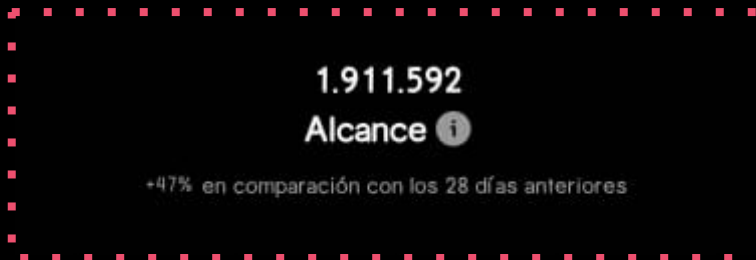 1.911.592
Alcance i
+47% en comparación con los 28 días anteriores